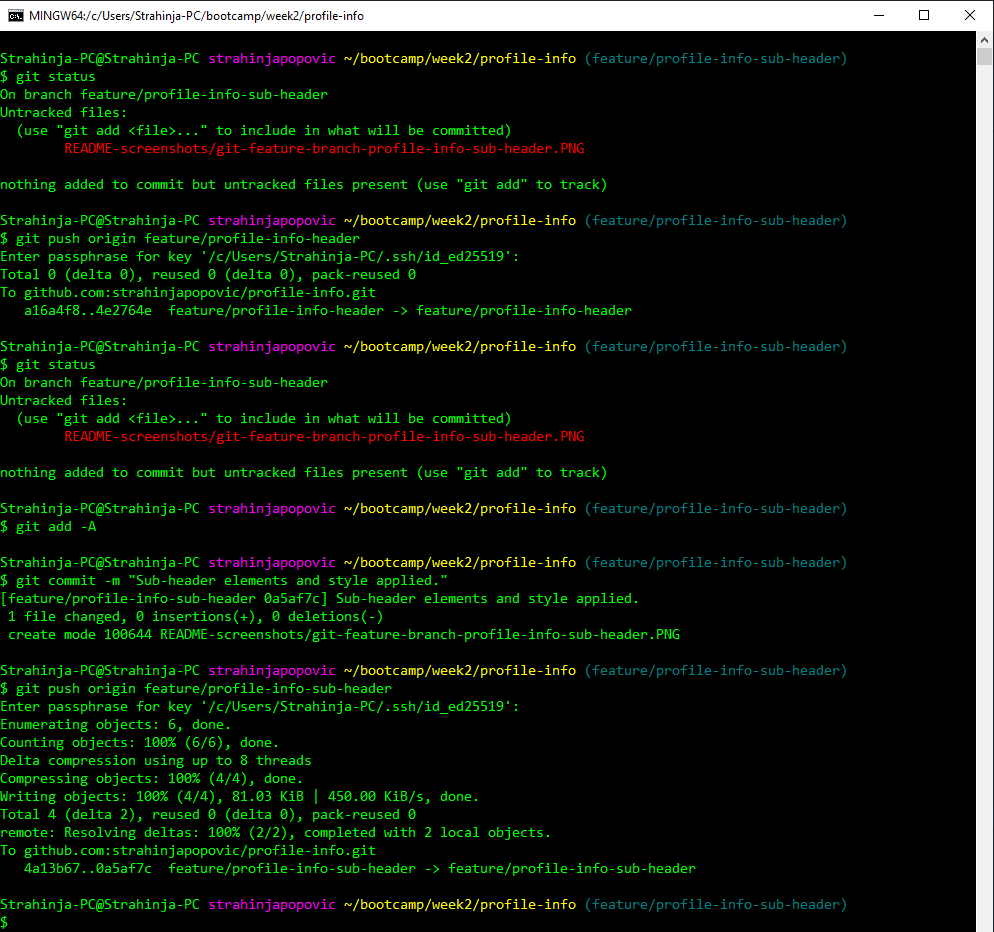 MINGW64:/c/Users/Strahinja-PC/bootcamp/week2/profile-info
Strahinja-PC@Strahinja-PC strahinjapopovic ~/bootcamp/week2/profile-info (feature/profile-info-sub-header)
$ git status
On branch feature/profile-info-sub-header
Untracked files:
  (use "git add <file>..." to include in what will be committed)
        README-screenshots/git-feature-branch-profile-info-sub-header.PNG
nothing added to commit but untracked files present (use "git add" to track)
Strahinja-PC@Strahinja-PC strahinjapopovic ~/bootcamp/week2/profile-info (feature/profile-info-sub-header)
$ git push origin feature/profile-info-header
Enter passphrase for key '/c/Users/Strahinja-PC/.ssh/id_ed25519':
Total 0 (delta 0), reused 0 (delta 0), pack-reused 0
To github.com:strahinjapopovic/profile-info.git
   a16a4f8..4e2764e  feature/profile-info-header -> feature/profile-info-header
Strahinja-PC@Strahinja-PC strahinjapopovic ~/bootcamp/week2/profile-info (feature/profile-info-sub-header)
$ git status
On branch feature/profile-info-sub-header
Untracked files:
  (use "git add <file>..." to include in what will be committed)
        README-screenshots/git-feature-branch-profile-info-sub-header.PNG
nothing added to commit but untracked files present (use "git add" to track)
Strahinja-PC@Strahinja-PC strahinjapopovic ~/bootcamp/week2/profile-info (feature/profile-info-sub-header)
$ git add -A
Strahinja-PC@Strahinja-PC strahinjapopovic ~/bootcamp/week2/profile-info (feature/profile-info-sub-header)
$ git commit -m "Sub-header elements and style applied."
[feature/profile-info-sub-header 0a5af7c] Sub-header elements and style applied.
 1 file changed, 0 insertions(+), 0 deletions(-)
 create mode 100644 README-screenshots/git-feature-branch-profile-info-sub-header.PNG
Strahinja-PC@Strahinja-PC strahinjapopovic ~/bootcamp/week2/profile-info (feature/profile-info-sub-header)
$ git push origin feature/profile-info-sub-header
Enter passphrase for key '/c/Users/Strahinja-PC/.ssh/id_ed25519':
Enumerating objects: 6, done.
Counting objects: 100% (6/6), done.
Delta compression using up to 8 threads
Compressing objects: 100% (4/4), done.
Writing objects: 100% (4/4), 81.03 KiB | 450.00 KiB/s, done.
Total 4 (delta 2), reused 0 (delta 0), pack-reused 0
remote: Resolving deltas: 100% (2/2), completed with 2 local objects.
To github.com:strahinjapopovic/profile-info.git
   4a13b67..0a5af7c  feature/profile-info-sub-header -> feature/profile-info-sub-header
Strahinja-PC@Strahinja-PC strahinjapopovic ~/bootcamp/week2/profile-info (feature/profile-info-sub-header)
$